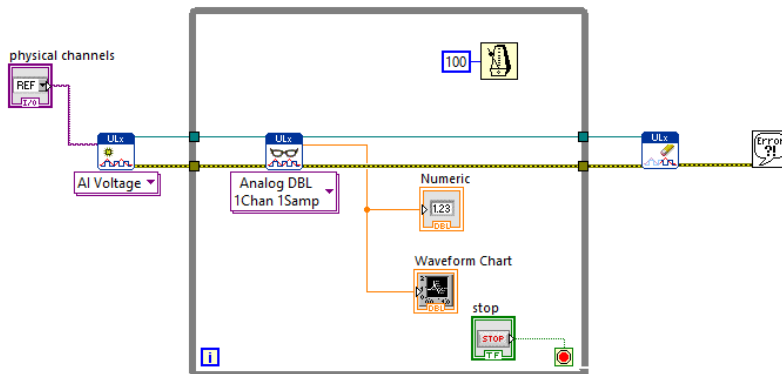 physical channels
REF
I/O
ULx
AI Voltage
ULx
Analog DBL
1Chan 1Samp
100
Numeric
1.23
DBL
Waveform Chart
DBL
stop
STOP
TF
i
ULx
Error
?!